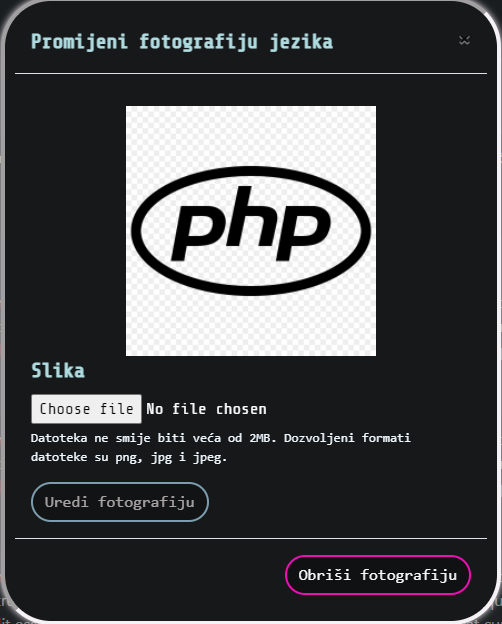 Promijeni fotografiju jezika
php
Slika
Choose file No file chosen
Datoteka ne smije biti veća od 2MB. Dozvoljeni formati
datoteke su png, jpg i jpeg.
Uredi fotografiju
Obriši fotografiju